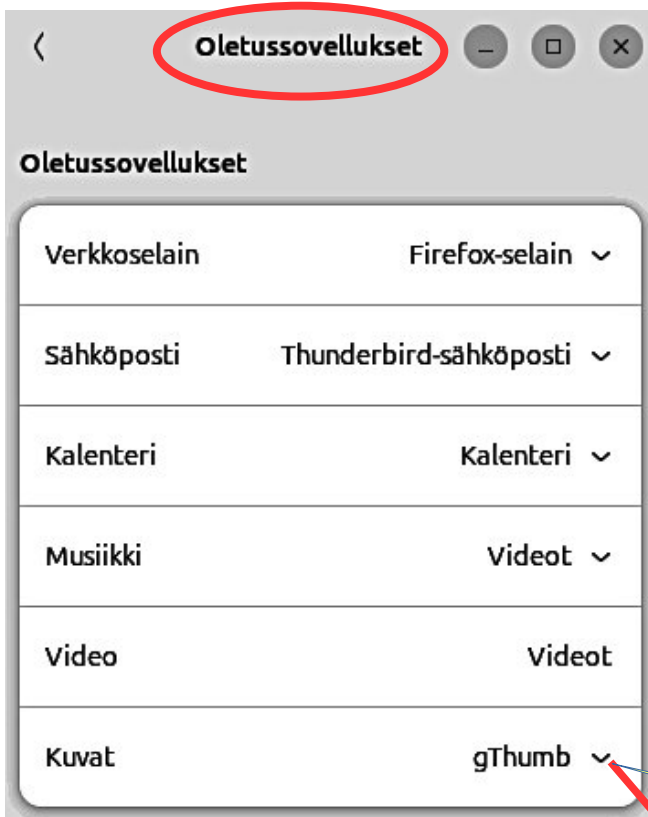 Oletussovellukset
Oletussovellukset
Verkkoselain Firefox-selain
Sähköposti Thunderbird-sähköposti
Kalenteri Kalenteri
Musiikki Videot
Video Videot
Kuvat gThumb